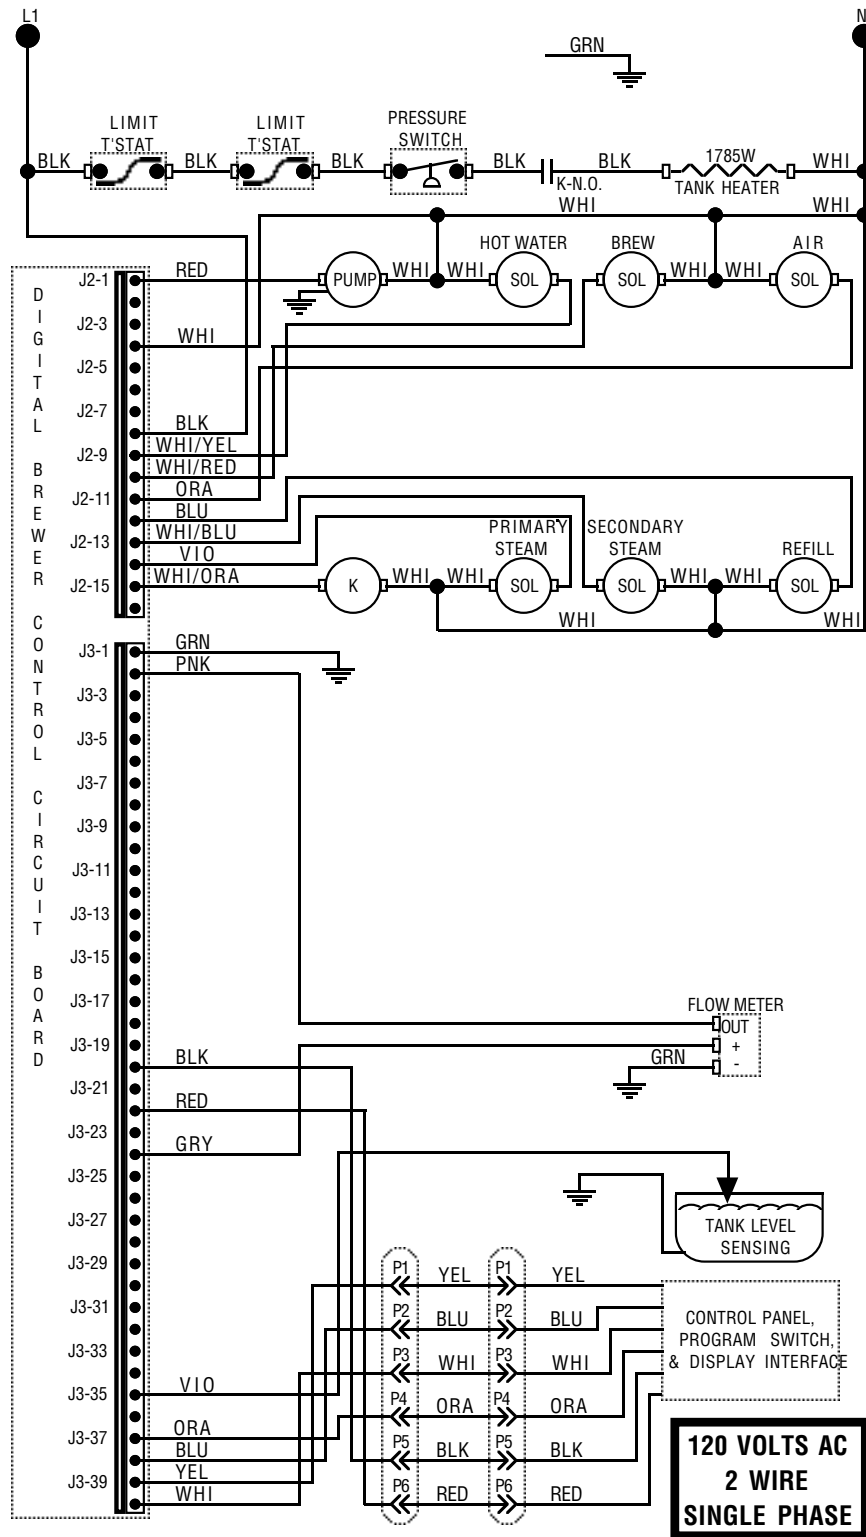 L1
N
GRN
LIMIT
T'STAT
LIMIT
T'STAT
PRESSURE
SWITCH
BLK
BLK
BLK
BLK
K-N.O.
BLK
1785W
TANK HEATER
WHI
WHI
WHI
HOT WATER
BREW
AIR
J2-1
RED
PUMP
WHI
WHI
SOL
SOL
WHI
WHI
SOL
J2-3
WHI
J2-5
J2-7
BLK
J2-9
WHI/YEL
WHI/RED
J2-11
ORA
BLU
J2-13
WHI/BLU
VIO
J2-15
WHI/ORA
PRIMARY
STEAM
SECONDARY
STEAM
REFILL
K
WHI
WHI
SOL
SOL
WHI
WHI
SOL
WHI
WHI
DIGITAL BREWER CONTROL CIRCUIT BOARD
J3-1
GRN
PNK
J3-3
J3-5
J3-7
J3-9
J3-11
J3-13
J3-15
J3-17
FLOW METER
OUT
+
-
GRN
J3-19
BLK
J3-21
RED
J3-23
GRY
J3-25
J3-27
TANK LEVEL
SENSING
J3-29
J3-31
J3-33
J3-35
VIO
J3-37
ORA
BLU
J3-39
YEL
WHI
P1 YEL P1 YEL
P2 BLU P2 BLU
P3 WHI P3 WHI
P4 ORA P4 ORA
P5 BLK P5 BLK
P6 RED P6 RED
CONTROL PANEL,
PROGRAM SWITCH,
& DISPLAY INTERFACE
120 VOLTS AC
2 WIRE
SINGLE PHASE